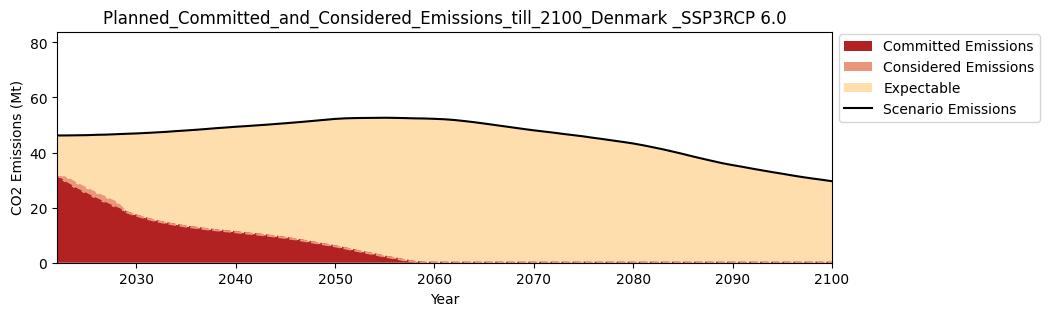 Planned_Committed_and_Considered_Emissions_till_2100_Denmark _SSP3RCP 6.0
80
60
40
20
0
CO2 Emissions (Mt)
2030
2040
2050
2060
2070
2080
2090
2100
Year
Committed Emissions
Considered Emissions
Expectable
Scenario Emissions